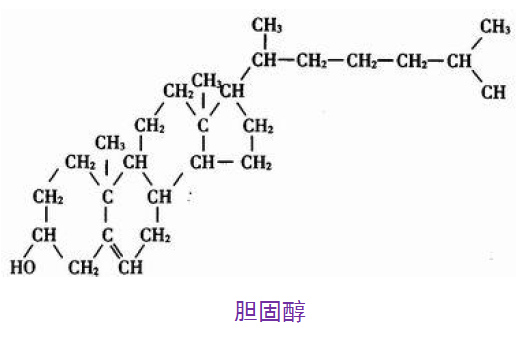 CH₃ CH₃
CH—CH₂—CH₂—CH₂—CH
CH₂ CH₃ CH CH
CH₂ C CH₂
CH₃
CH₂ CH CH—CH₂
CH₂ C CH
CH C CH₂
HO CH₂ CH
胆固醇